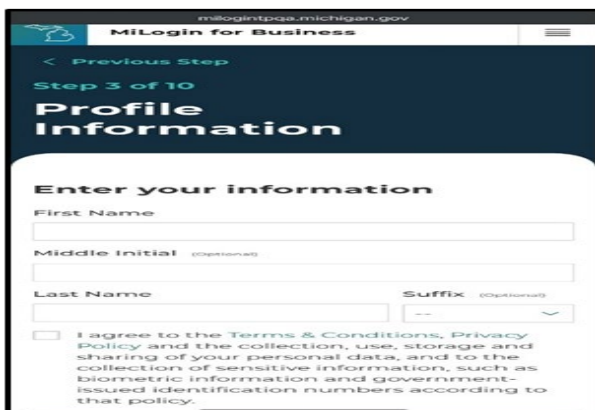 milogintpqa.michigan.gov
MiLogin for Business
< Previous Step
Step 3 of 10
Profile
Information
Enter your information
First Name
Middle Initial (Optional)
Last Name Suffix (Optional)
--
I agree to the Terms & Conditions, Privacy
Policy and the collection, use, storage and
sharing of your personal data, and to the
collection of sensitive information, such as
biometric information and government-
issued identification numbers according to
that policy.